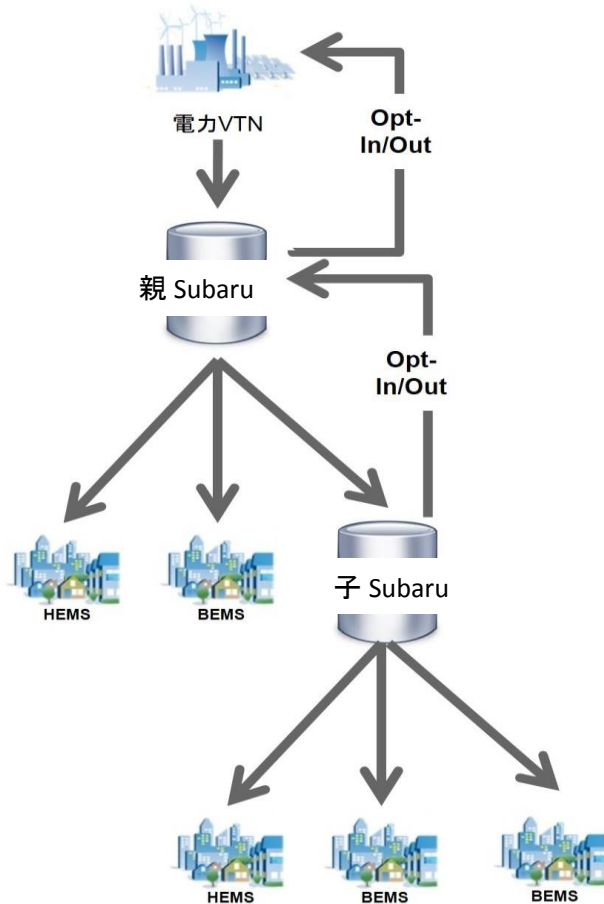 電力VTN
Opt-
In/Out
親 Subaru
Opt-
In/Out
HEMS
BEMS
子 Subaru
HEMS
BEMS
BEMS